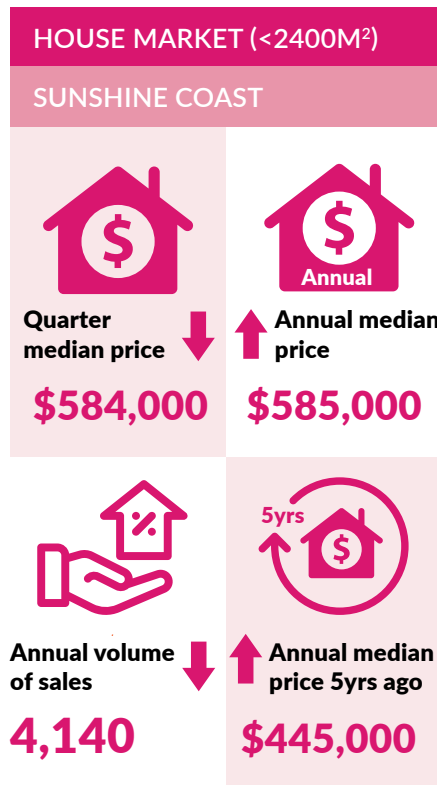 HOUSE MARKET (<2400M²)
SUNSHINE COAST
$
Quarter
median price
$584,000
$
Annual
Annual median
price
$585,000
%
Annual volume
of sales
4,140
5yrs
$
Annual median
price 5yrs ago
$445,000